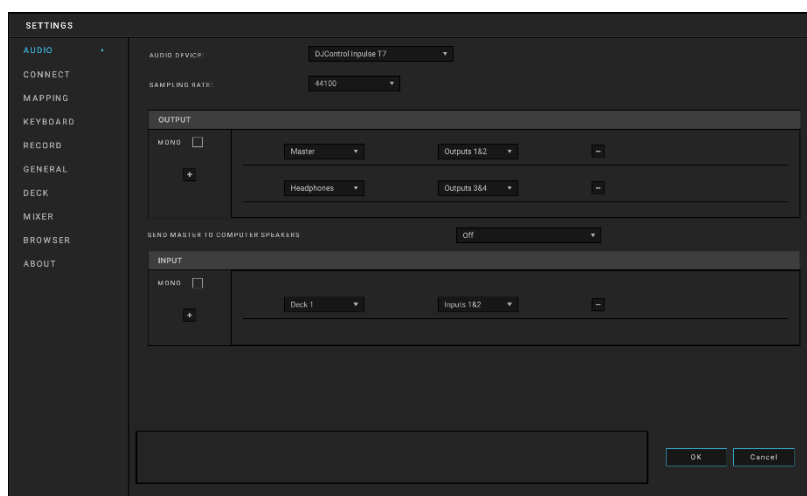 SETTINGS
AUDIO
CONNECT
MAPPING
KEYBOARD
RECORD
GENERAL
DECK
MIXER
BROWSER
ABOUT
AUDIO DEVICE: DJControl Inpulse T7
SAMPLING RATE: 44100
OUTPUT
MONO
Master Outputs 1&2 -
+
Headphones Outputs 3&4 -
SEND MASTER TO COMPUTER SPEAKERS Off
INPUT
MONO
Deck 1 Inputs 1&2 -
+
OK Cancel